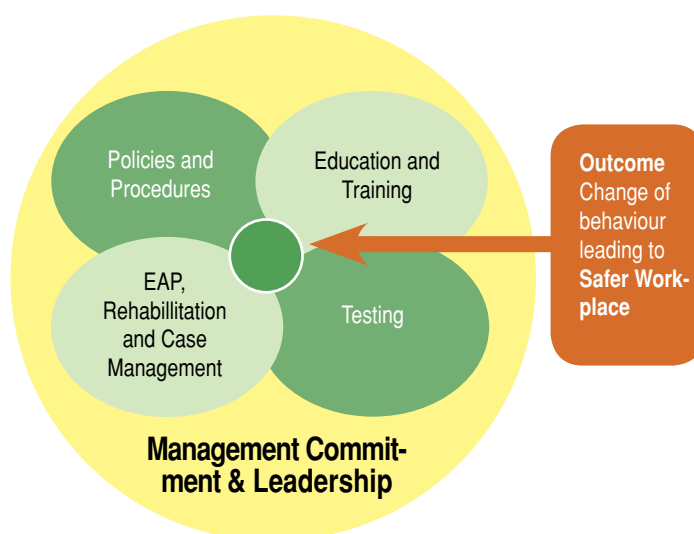 Policies and
Procedures
Education and
Training
EAP,
Rehabillitation
and Case
Management
Testing
Management Commit-
ment & Leadership
Outcome
Change of
behaviour
leading to
Safer Work-
place